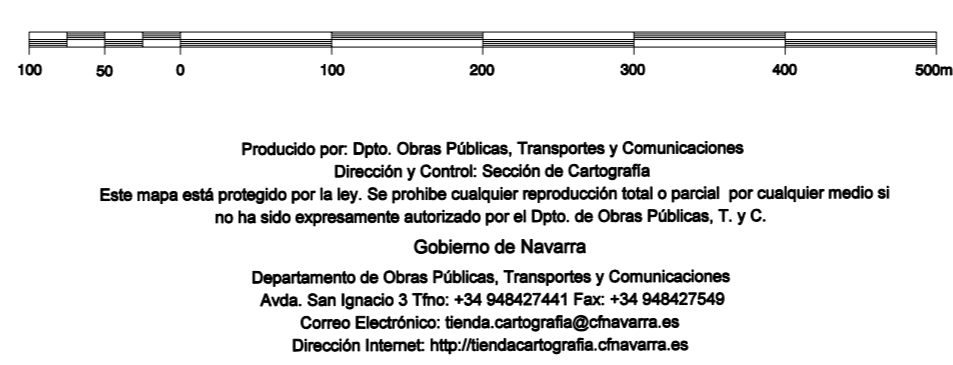 100 50 0 100 200 300 400 500m
Producido por: Dpto. Obras Públicas, Transportes y Comunicaciones
Dirección y Control: Sección de Cartografía
Este mapa está protegido por la ley. Se prohibe cualquier reproducción total o parcial por cualquier medio si
no ha sido expresamente autorizado por el Dpto. de Obras Públicas, T. y C.
Gobierno de Navarra
Departamento de Obras Públicas, Transportes y Comunicaciones
Avda. San Ignacio 3 Tfno: +34 948427441 Fax: +34 948427549
Correo Electrónico: tienda.cartografia@cfnavarra.es
Dirección Internet: http://tiendacartografia.cfnavarra.es